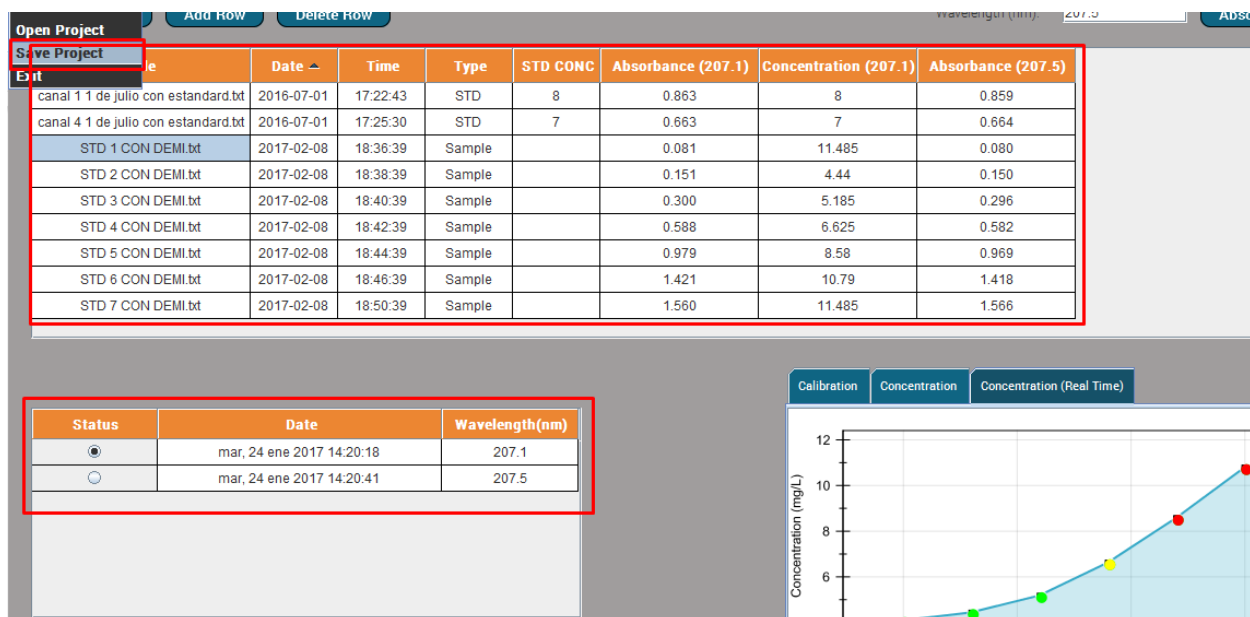 Add Row Delete Row Wavelength (nm): 207.5
Open Project
Save Project
Exit
Date Time Type STD CONC Absorbance (207.1) Concentration (207.1) Absorbance (207.5)
canal 1 1 de julio con estandard.txt 2016-07-01 17:22:43 STD 8 0.863 8 0.859
canal 4 1 de julio con estandard.txt 2016-07-01 17:25:30 STD 7 0.663 7 0.664
STD 1 CON DEMI.txt 2017-02-08 18:36:39 Sample 0.081 11.485 0.080
STD 2 CON DEMI.txt 2017-02-08 18:38:39 Sample 0.151 4.44 0.150
STD 3 CON DEMI.txt 2017-02-08 18:40:39 Sample 0.300 5.185 0.296
STD 4 CON DEMI.txt 2017-02-08 18:42:39 Sample 0.588 6.625 0.582
STD 5 CON DEMI.txt 2017-02-08 18:44:39 Sample 0.979 8.58 0.969
STD 6 CON DEMI.txt 2017-02-08 18:46:39 Sample 1.421 10.79 1.418
STD 7 CON DEMI.txt 2017-02-08 18:50:39 Sample 1.560 11.485 1.566
Calibration Concentration Concentration (Real Time)
Status Date Wavelength(nm)
mar, 24 ene 2017 14:20:18 207.1
mar, 24 ene 2017 14:20:41 207.5
Concentration (mg/L)
12
10
8
6